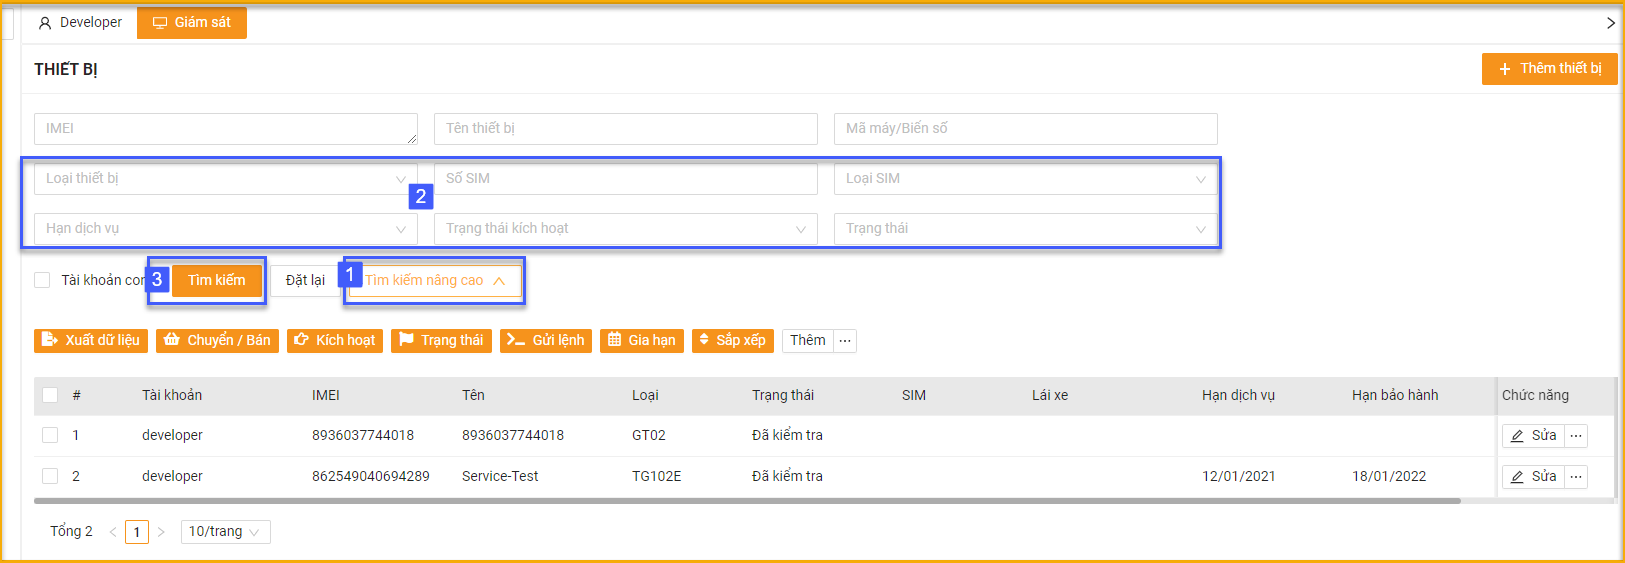 Developer Giám sát
THIẾT BỊ
Thêm thiết bị
IMEI Tên thiết bị Mã máy/Biển số
Loại thiết bị Số SIM Loại SIM
2
Hạn dịch vụ Trạng thái kích hoạt Trạng thái
Tài khoản con 3 Tìm kiếm Đặt lại 1 Tìm kiếm nâng cao
Xuất dữ liệu Chuyển / Bán Kích hoạt Trạng thái Gửi lệnh Gia hạn Sắp xếp Thêm ...
# Tài khoản IMEI Tên Loại Trạng thái SIM Lái xe Hạn dịch vụ Hạn bảo hành Chức năng
1 developer 8936037744018 8936037744018 GT02 Đã kiểm tra Sửa ...
2 developer 862549040694289 Service-Test TG102E Đã kiểm tra 12/01/2021 18/01/2022 Sửa ...
Tổng 2 < 1 > 10/trang